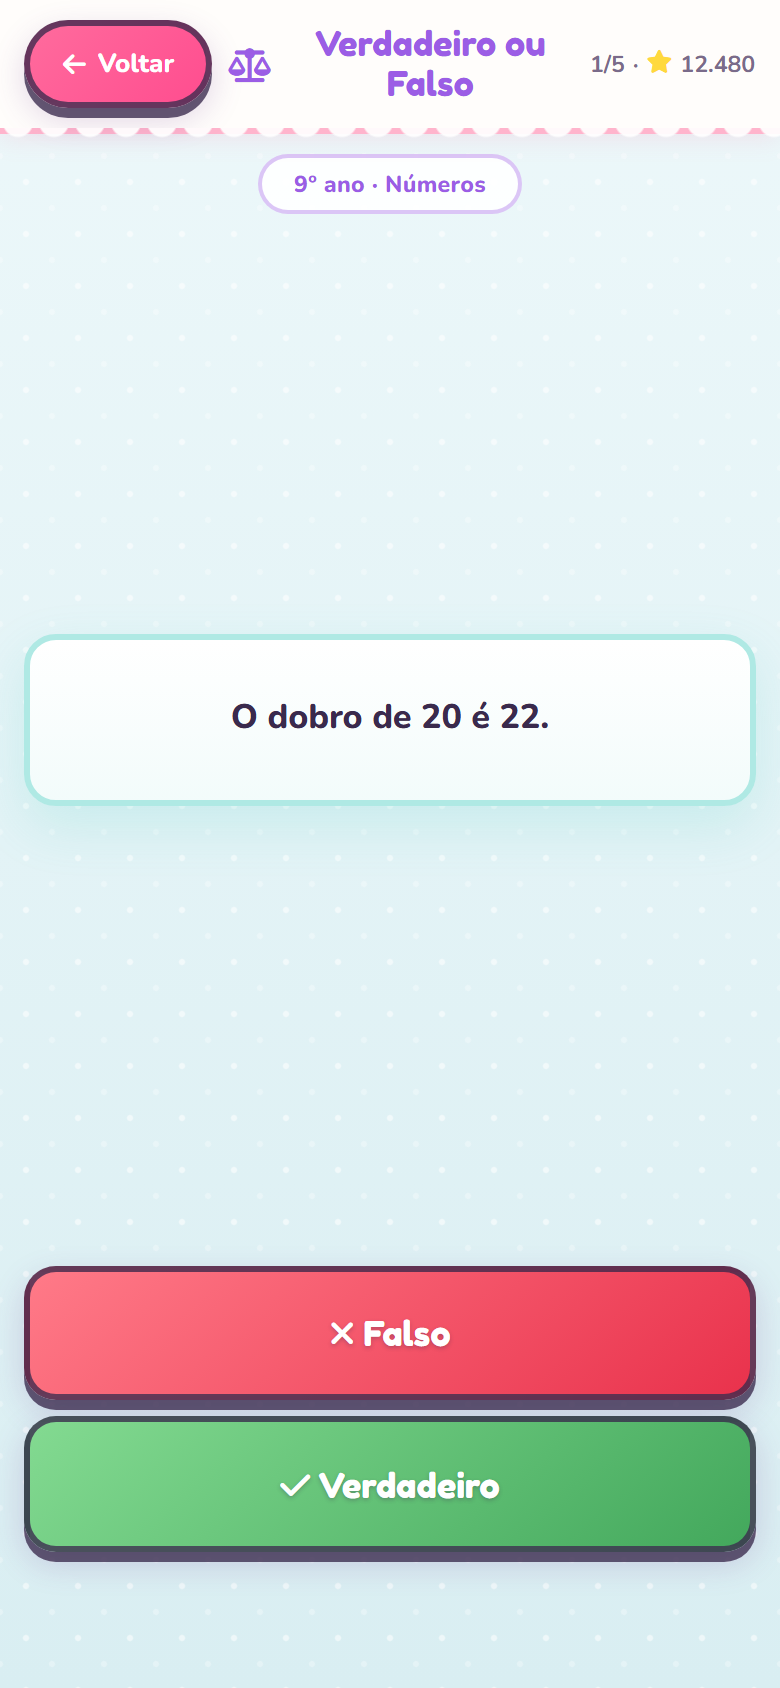 Voltar
Verdadeiro ou
Falso
1/5 · ⭐ 12.480
9º ano · Números
O dobro de 20 é 22.
Falso
Verdadeiro